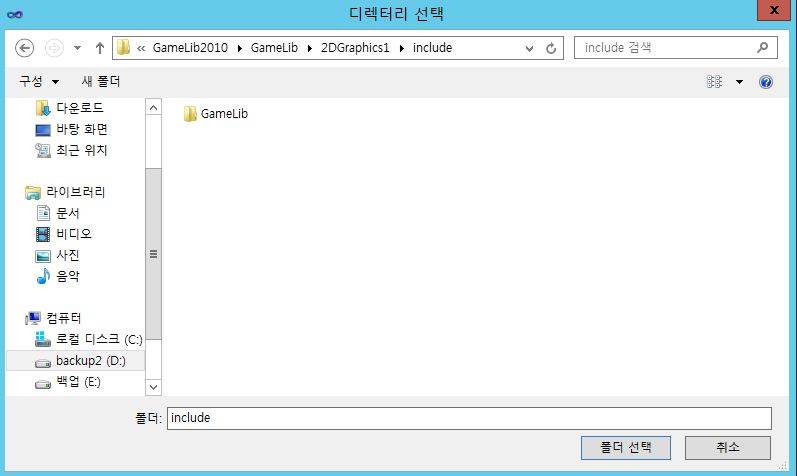 디렉터리 선택
« GameLib2010 GameLib 2DGraphics1 include
include 검색
구성 새 폴더
다운로드
바탕 화면
최근 위치
라이브러리
문서
비디오
사진
음악
컴퓨터
로컬 디스크 (C:)
backup2 (D:)
백업 (E:)
GameLib
폴더: include
폴더 선택 취소